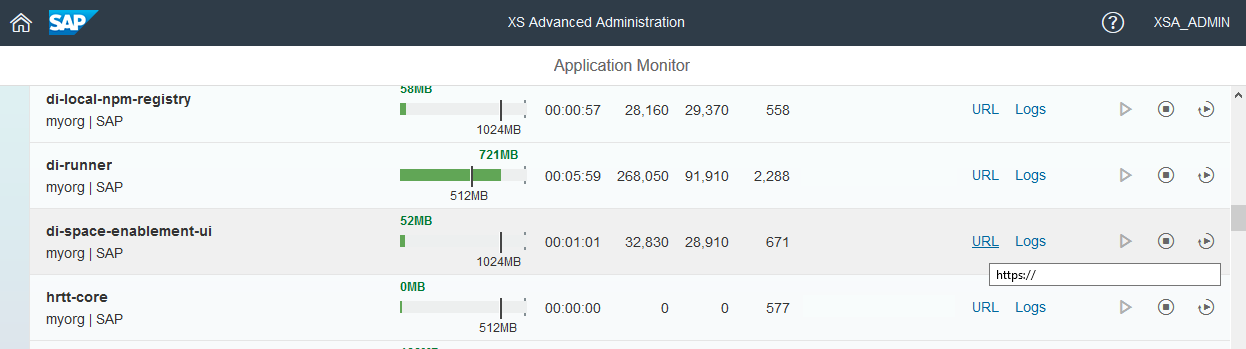 SAP XS Advanced Administration ? XSA_ADMIN
Application Monitor
58MB
di-local-npm-registry 00:00:57 28,160 29,370 558 URL Logs
myorg | SAP
1024MB
721MB
di-runner 00:05:59 268,050 91,910 2,288 URL Logs
myorg | SAP
512MB
52MB
di-space-enablement-ui 00:01:01 32,830 28,910 671 URL Logs
myorg | SAP
1024MB
https://
0MB
hrtt-core 00:00:00 0 0 577 URL Logs
myorg | SAP
512MB